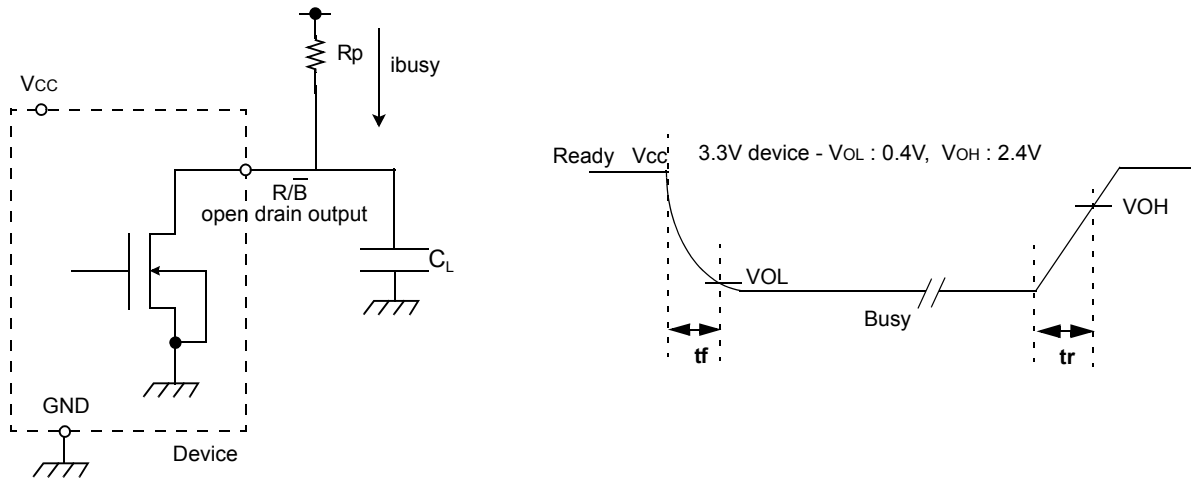 Rp
ibusy
VCC
R/B̅
open drain output
CL
GND
Device
Ready Vcc
3.3V device - VOL : 0.4V, VOH : 2.4V
VOH
VOL
Busy
tf
tr